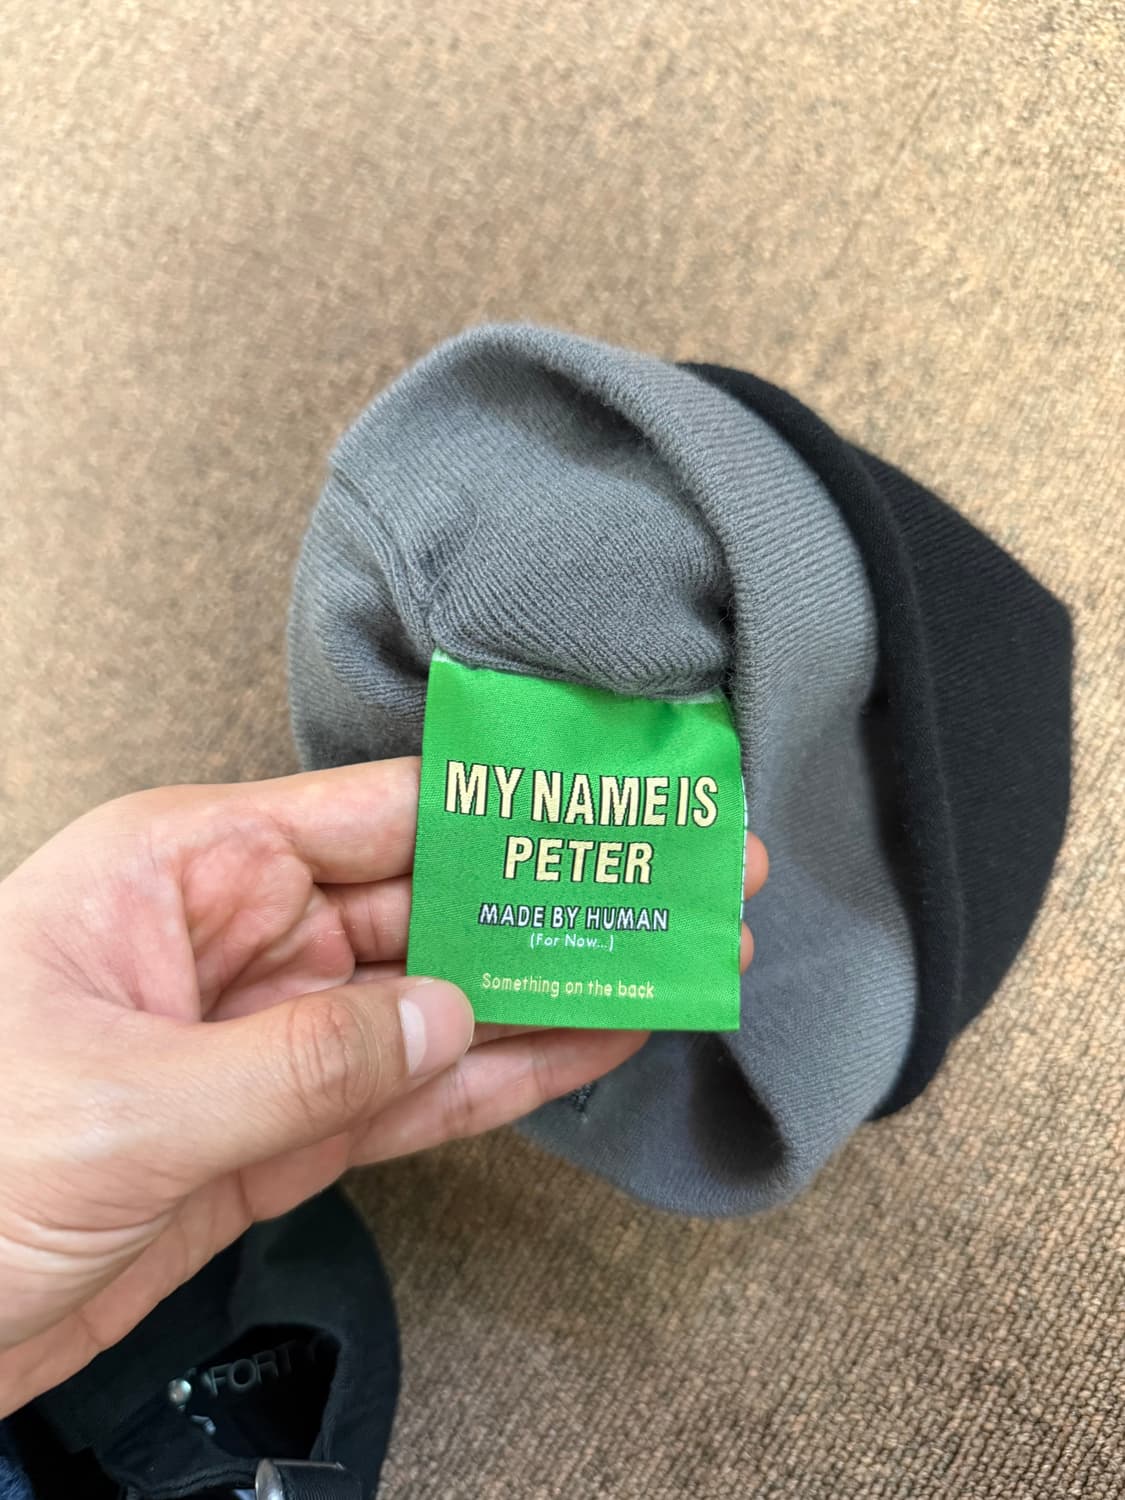 MY NAME IS
PETER
MADE BY HUMAN
(For Now...)
Something on the back